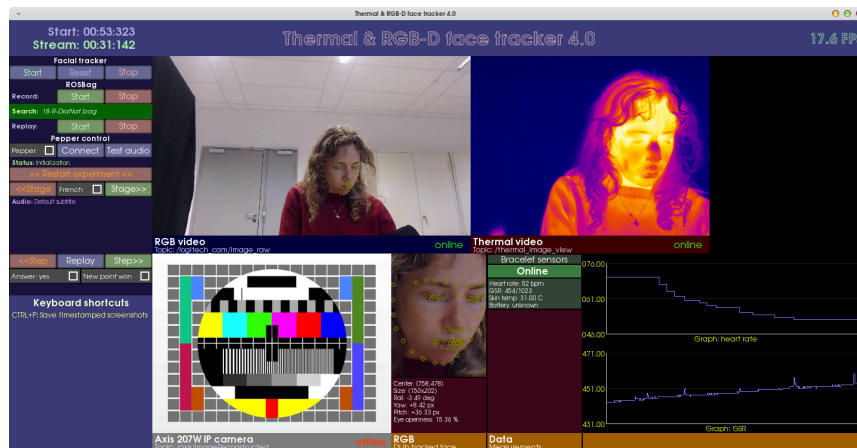 Thermal & RGB-D face tracker 4.0
Start: 00:53:323
Stream: 00:31:142
Thermal & RGB-D face tracker 4.0
17.6 FP
Facial tracker
Start Reset Stop
ROSBag
Record: Start Stop
Search: 18-R-DiaNat.bag
Replay: Start Stop
Pepper control
Pepper Connect Test audio
Status: Initialization.
>> Restart experiment <<
<<Stage French Stage>>
Audio: Default subtitle.
<<Step Replay Step>>
Answer: yes New point won
Keyboard shortcuts
CTRL+P: Save timestamped screenshots
RGB video
Topic: /logitech_cam/image_raw
online
Thermal video
Topic: /thermal_image_view
online
Axis 207W IP camera
offline
RGB
Center: (758;478)
Size: (150x202)
Roll: -3.49 deg
Yaw: +8.42 px
Pitch: +36.33 px
Eye openness: 15.36 %
Bracelet sensors
Online
Heart rate: 52 bpm
GSR: 454/1023
Skin temp: 31.00 C
Battery: unknown
Data
Measurements
076.00
061.00
046.00
Graph: heart rate
471.00
451.00
431.00
Graph: GSR